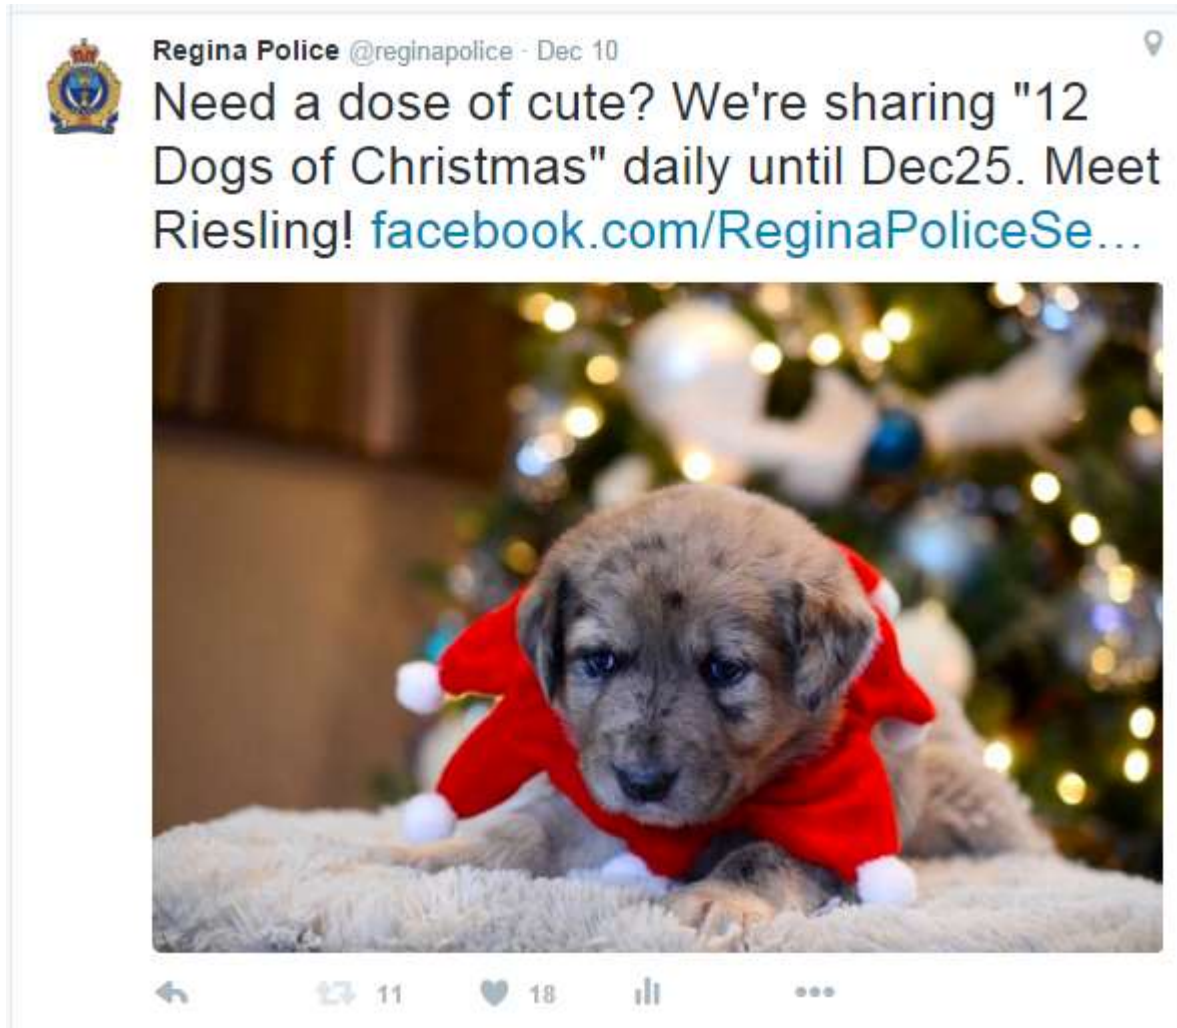 Regina Police @reginapolice · Dec 10
Need a dose of cute? We're sharing "12
Dogs of Christmas" daily until Dec25. Meet
Riesling! facebook.com/ReginaPoliceSe...
11 18